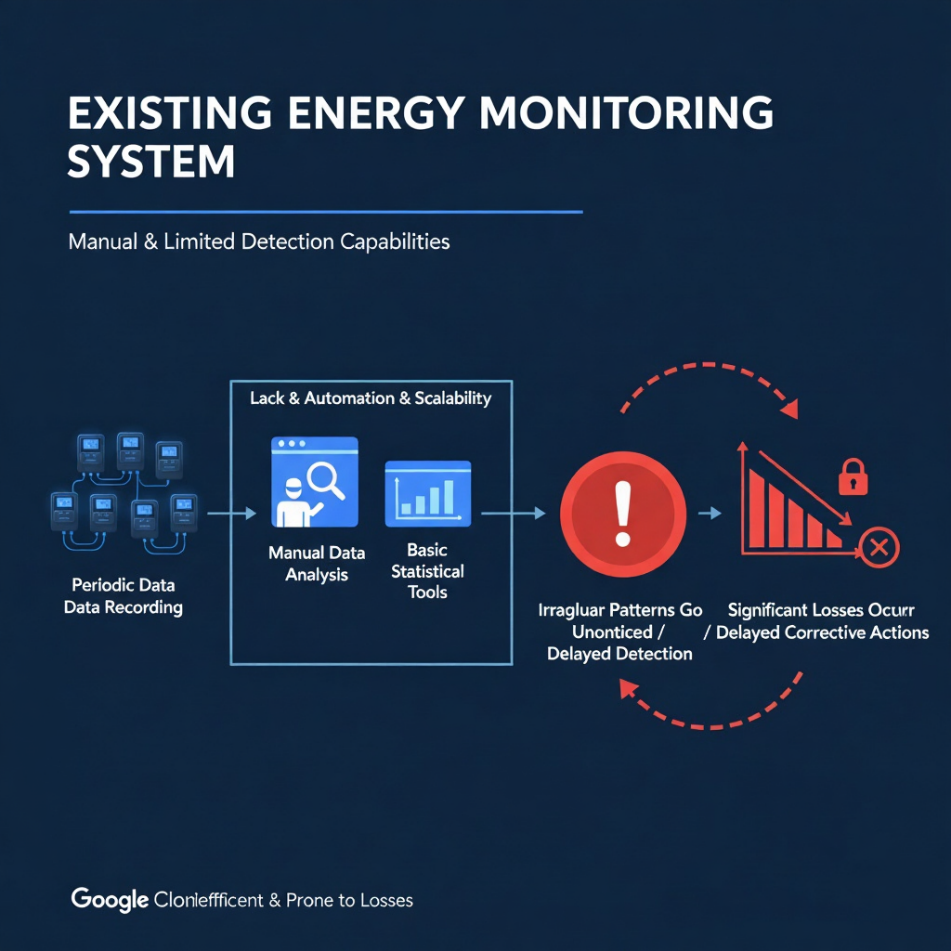 EXISTING ENERGY MONITORING
SYSTEM
Manual & Limited Detection Capabilities
Lack & Automation & Scalability
Manual Data
Analysis
Basic
Statistical
Tools
Periodic Data
Data Recording
Irragluar Patterns Go
Unonticed /
Delayed Detection
Significant Losses Ocurr
/ Delayed Corrective Actions
Google Clonlefficent & Prone to Losses